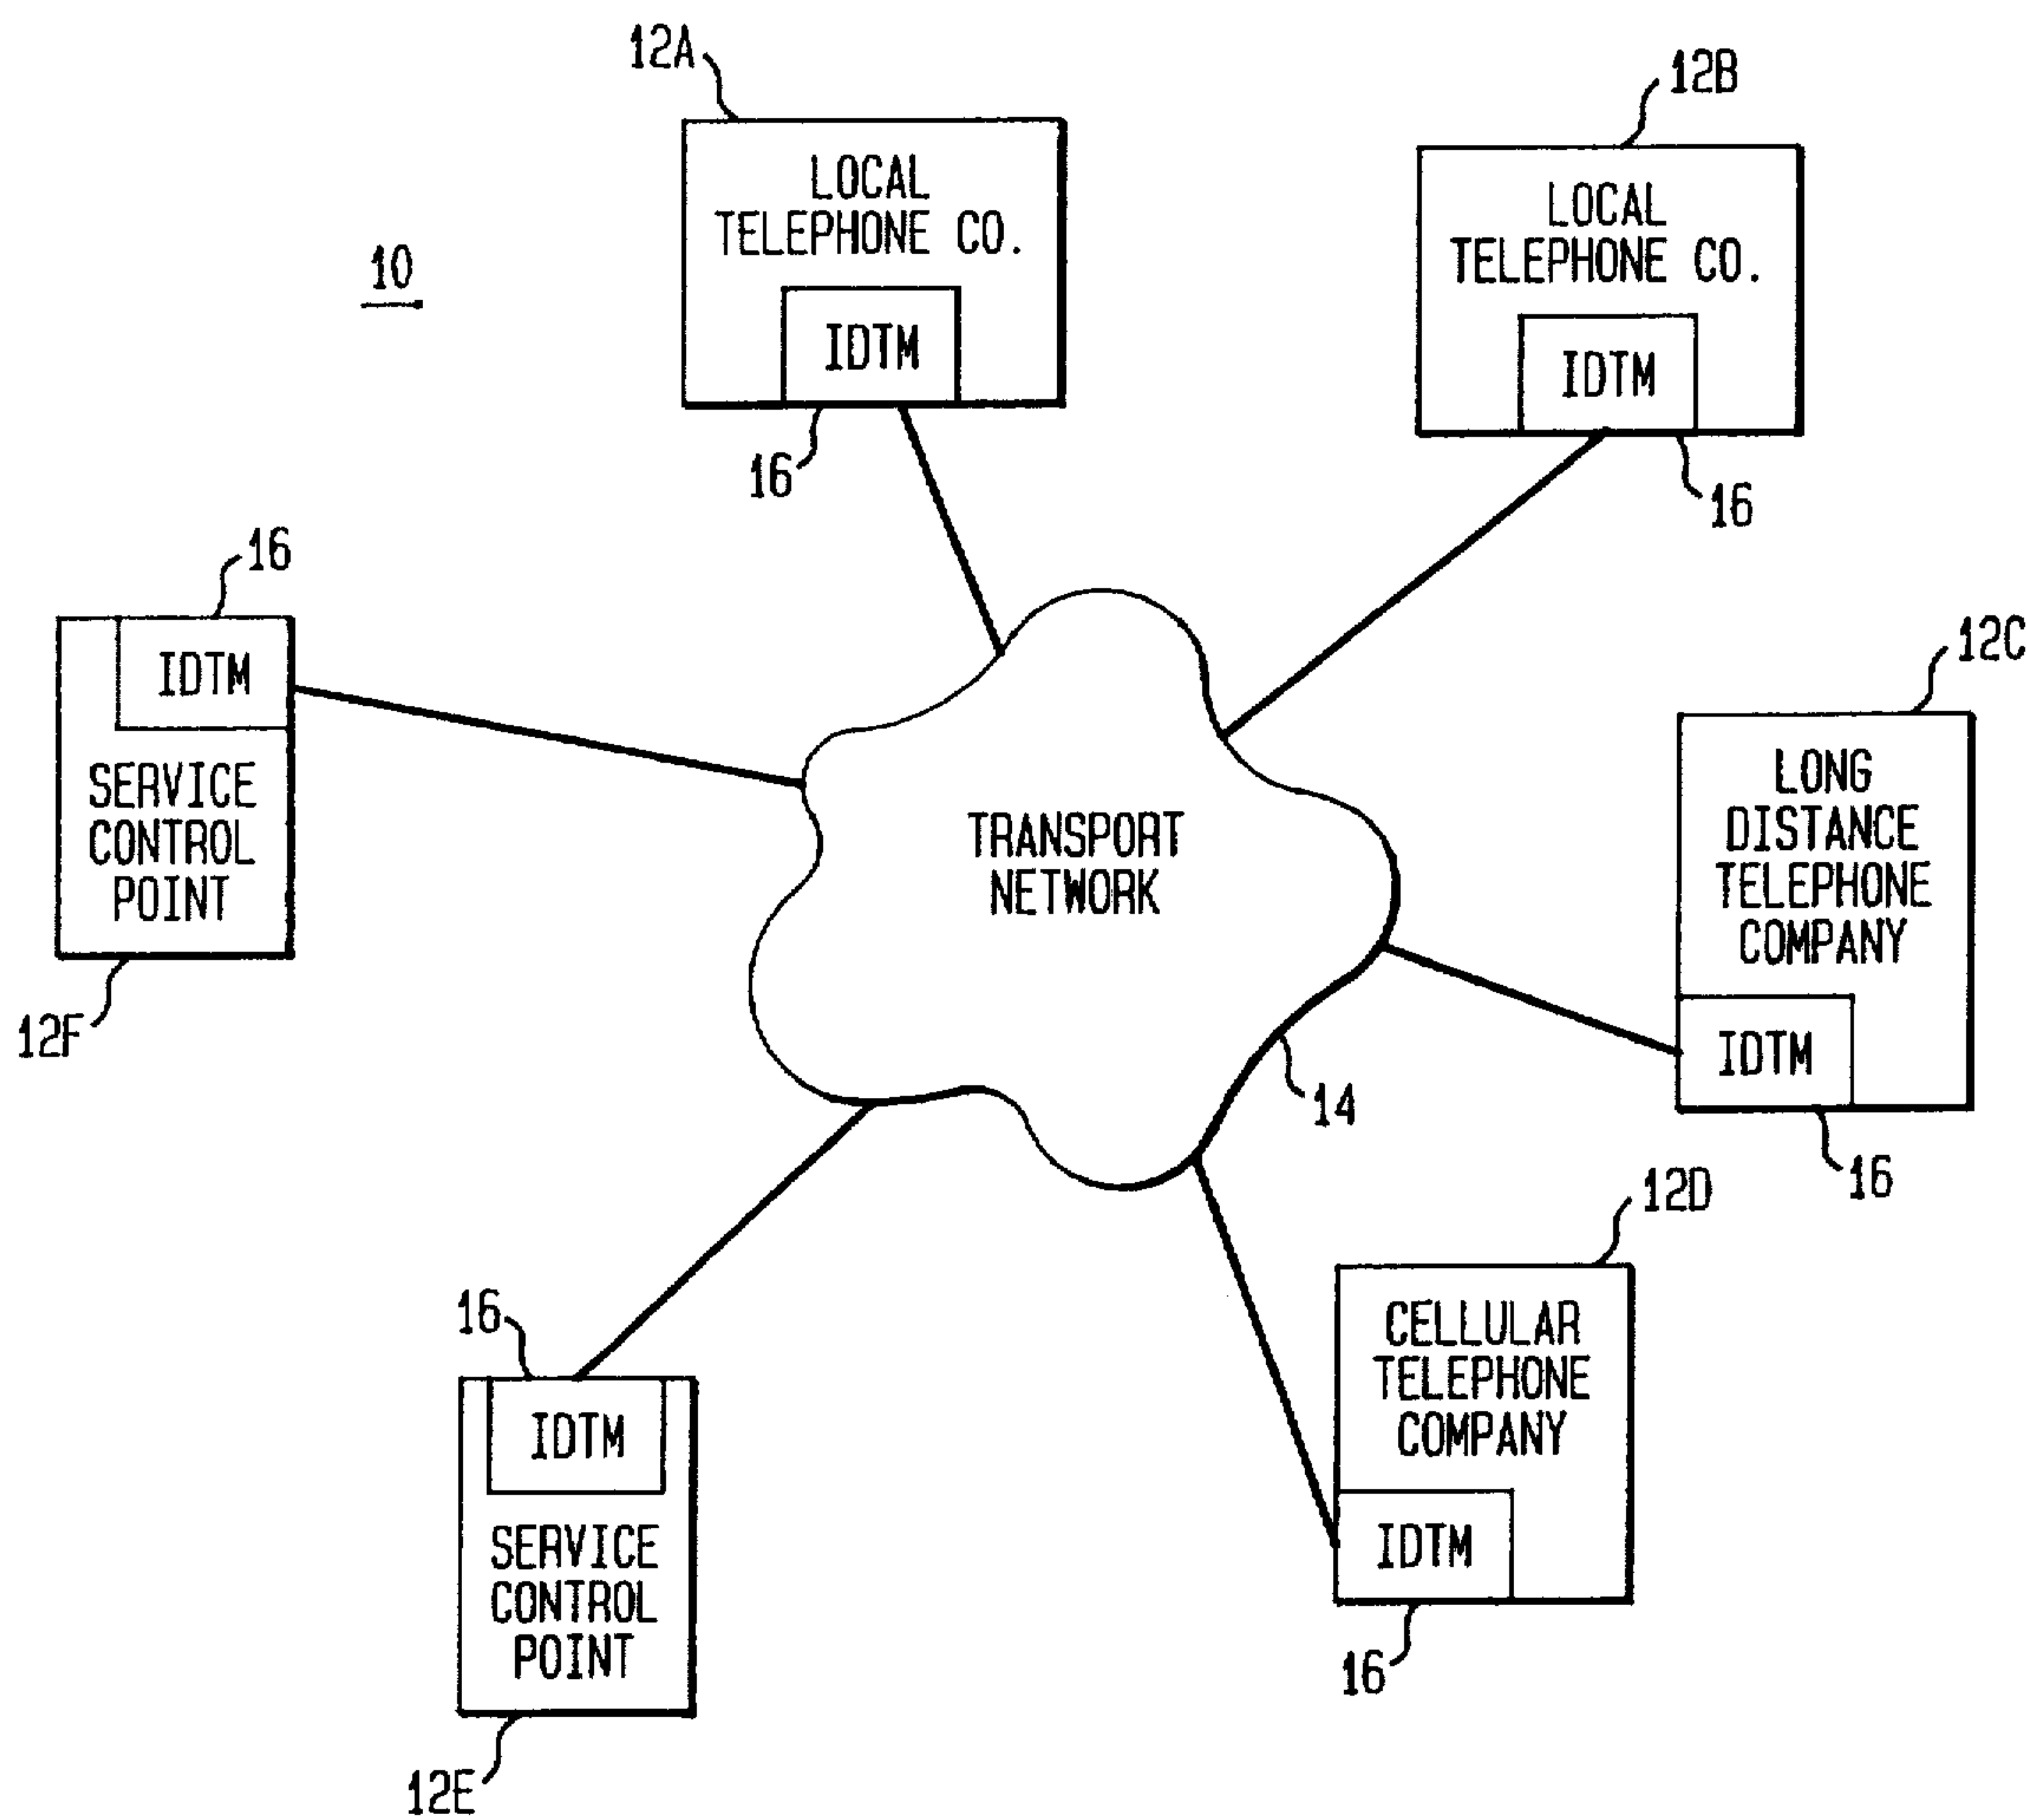 12A
12B
LOCAL
TELEPHONE CO.
IDTM
16
LOCAL
TELEPHONE CO.
IDTM
16
10
16
IDTM
SERVICE
CONTROL
POINT
12F
TRANSPORT
NETWORK
14
12C
LONG
DISTANCE
TELEPHONE
COMPANY
IDTM
16
12D
CELLULAR
TELEPHONE
COMPANY
IDTM
16
16
IDTM
SERVICE
CONTROL
POINT
12E